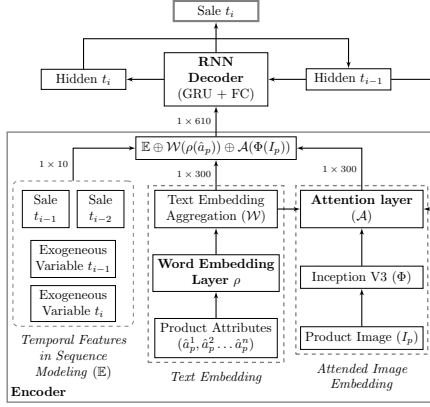 Sale t_i
RNN
Decoder
(GRU + FC)
Hidden t_i
Hidden t_{i−1}
1 × 610
𝔼 ⊕ 𝒲(ρ(â_p)) ⊕ 𝒜(Φ(I_p))
1 × 10
1 × 300
1 × 300
Sale
t_{i−1}
Sale
t_{i−2}
Exogeneous
Variable t_{i−1}
Exogeneous
Variable t_i
Temporal Features
in Sequence
Modeling (𝔼)
Text Embedding
Aggregation (𝒲)
Word Embedding
Layer ρ
Product Attributes
(â_p^1, â_p^2 … â_p^n)
Text Embedding
Attention layer
(𝒜)
Inception V3 (Φ)
Product Image (I_p)
Attended Image
Embedding
Encoder